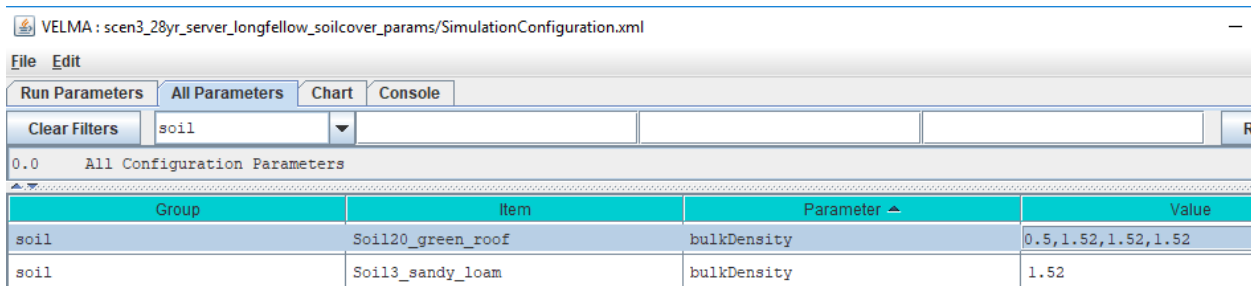 VELMA : scen3_28yr_server_longfellow_soilcover_params/SimulationConfiguration.xml
File Edit
Run Parameters All Parameters Chart Console
Clear Filters soil
0.0 All Configuration Parameters
Group Item Parameter Value
soil Soil20_green_roof bulkDensity 0.5,1.52,1.52,1.52
soil Soil3_sandy_loam bulkDensity 1.52